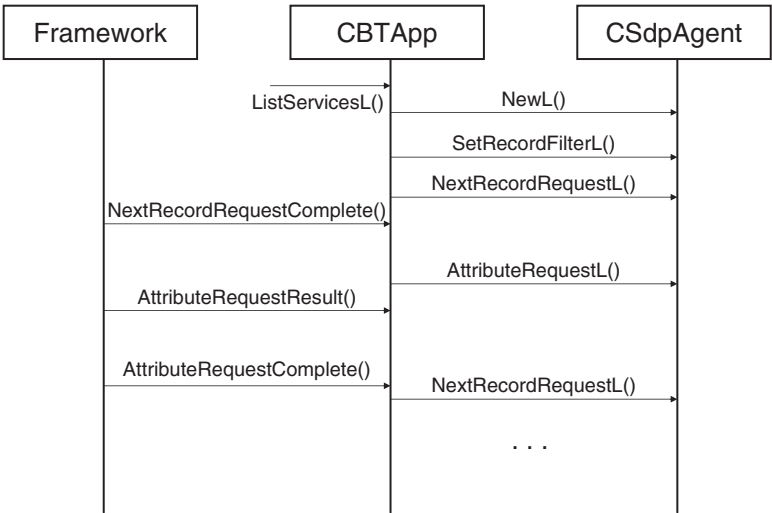 Framework
CBTApp
CSdpAgent
ListServicesL()
NewL()
SetRecordFilterL()
NextRecordRequestL()
NextRecordRequestComplete()
AttributeRequestL()
AttributeRequestResult()
AttributeRequestComplete()
NextRecordRequestL()
. . .